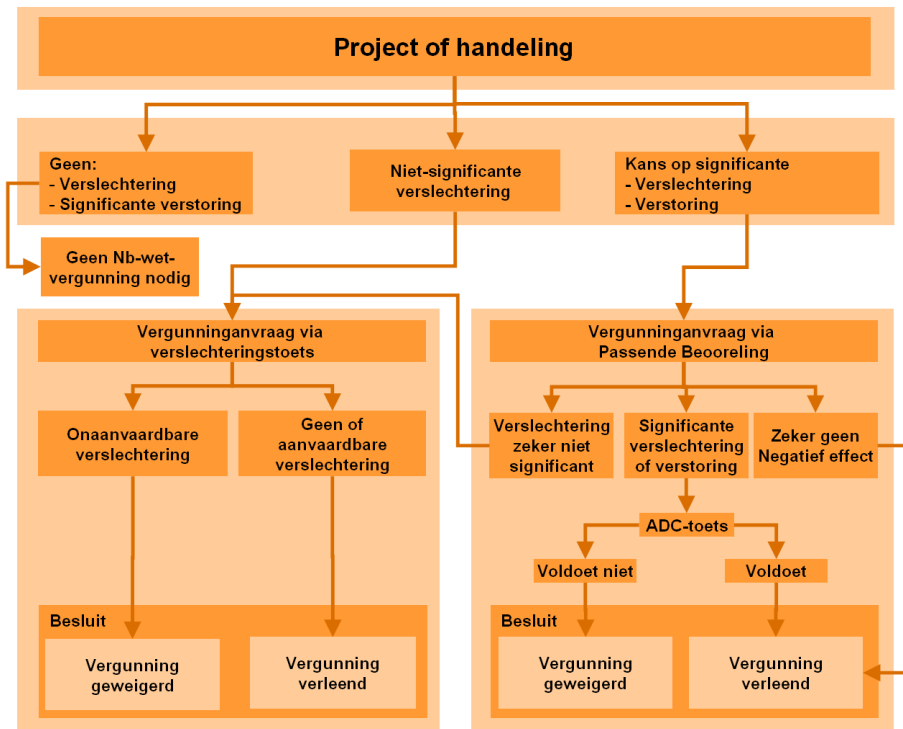 Project of handeling
Geen:
- Verslechtering
- Significante verstoring
Niet-significante
verslechtering
Kans op significante
- Verslechtering
- Verstoring
Geen Nb-wet-
vergunning nodig
Vergunninganvraag via
verslechteringstoets
Vergunninganvraag via
Passende Beooreling
Onaanvaardbare
verslechtering
Geen of
aanvaardbare
verslechtering
Verslechtering
zeker niet
significant
Significante
verslechtering
of verstoring
Zeker geen
Negatief effect
ADC-toets
Voldoet niet
Voldoet
Besluit
Vergunning
geweigerd
Vergunning
verleend
Besluit
Vergunning
geweigerd
Vergunning
verleend